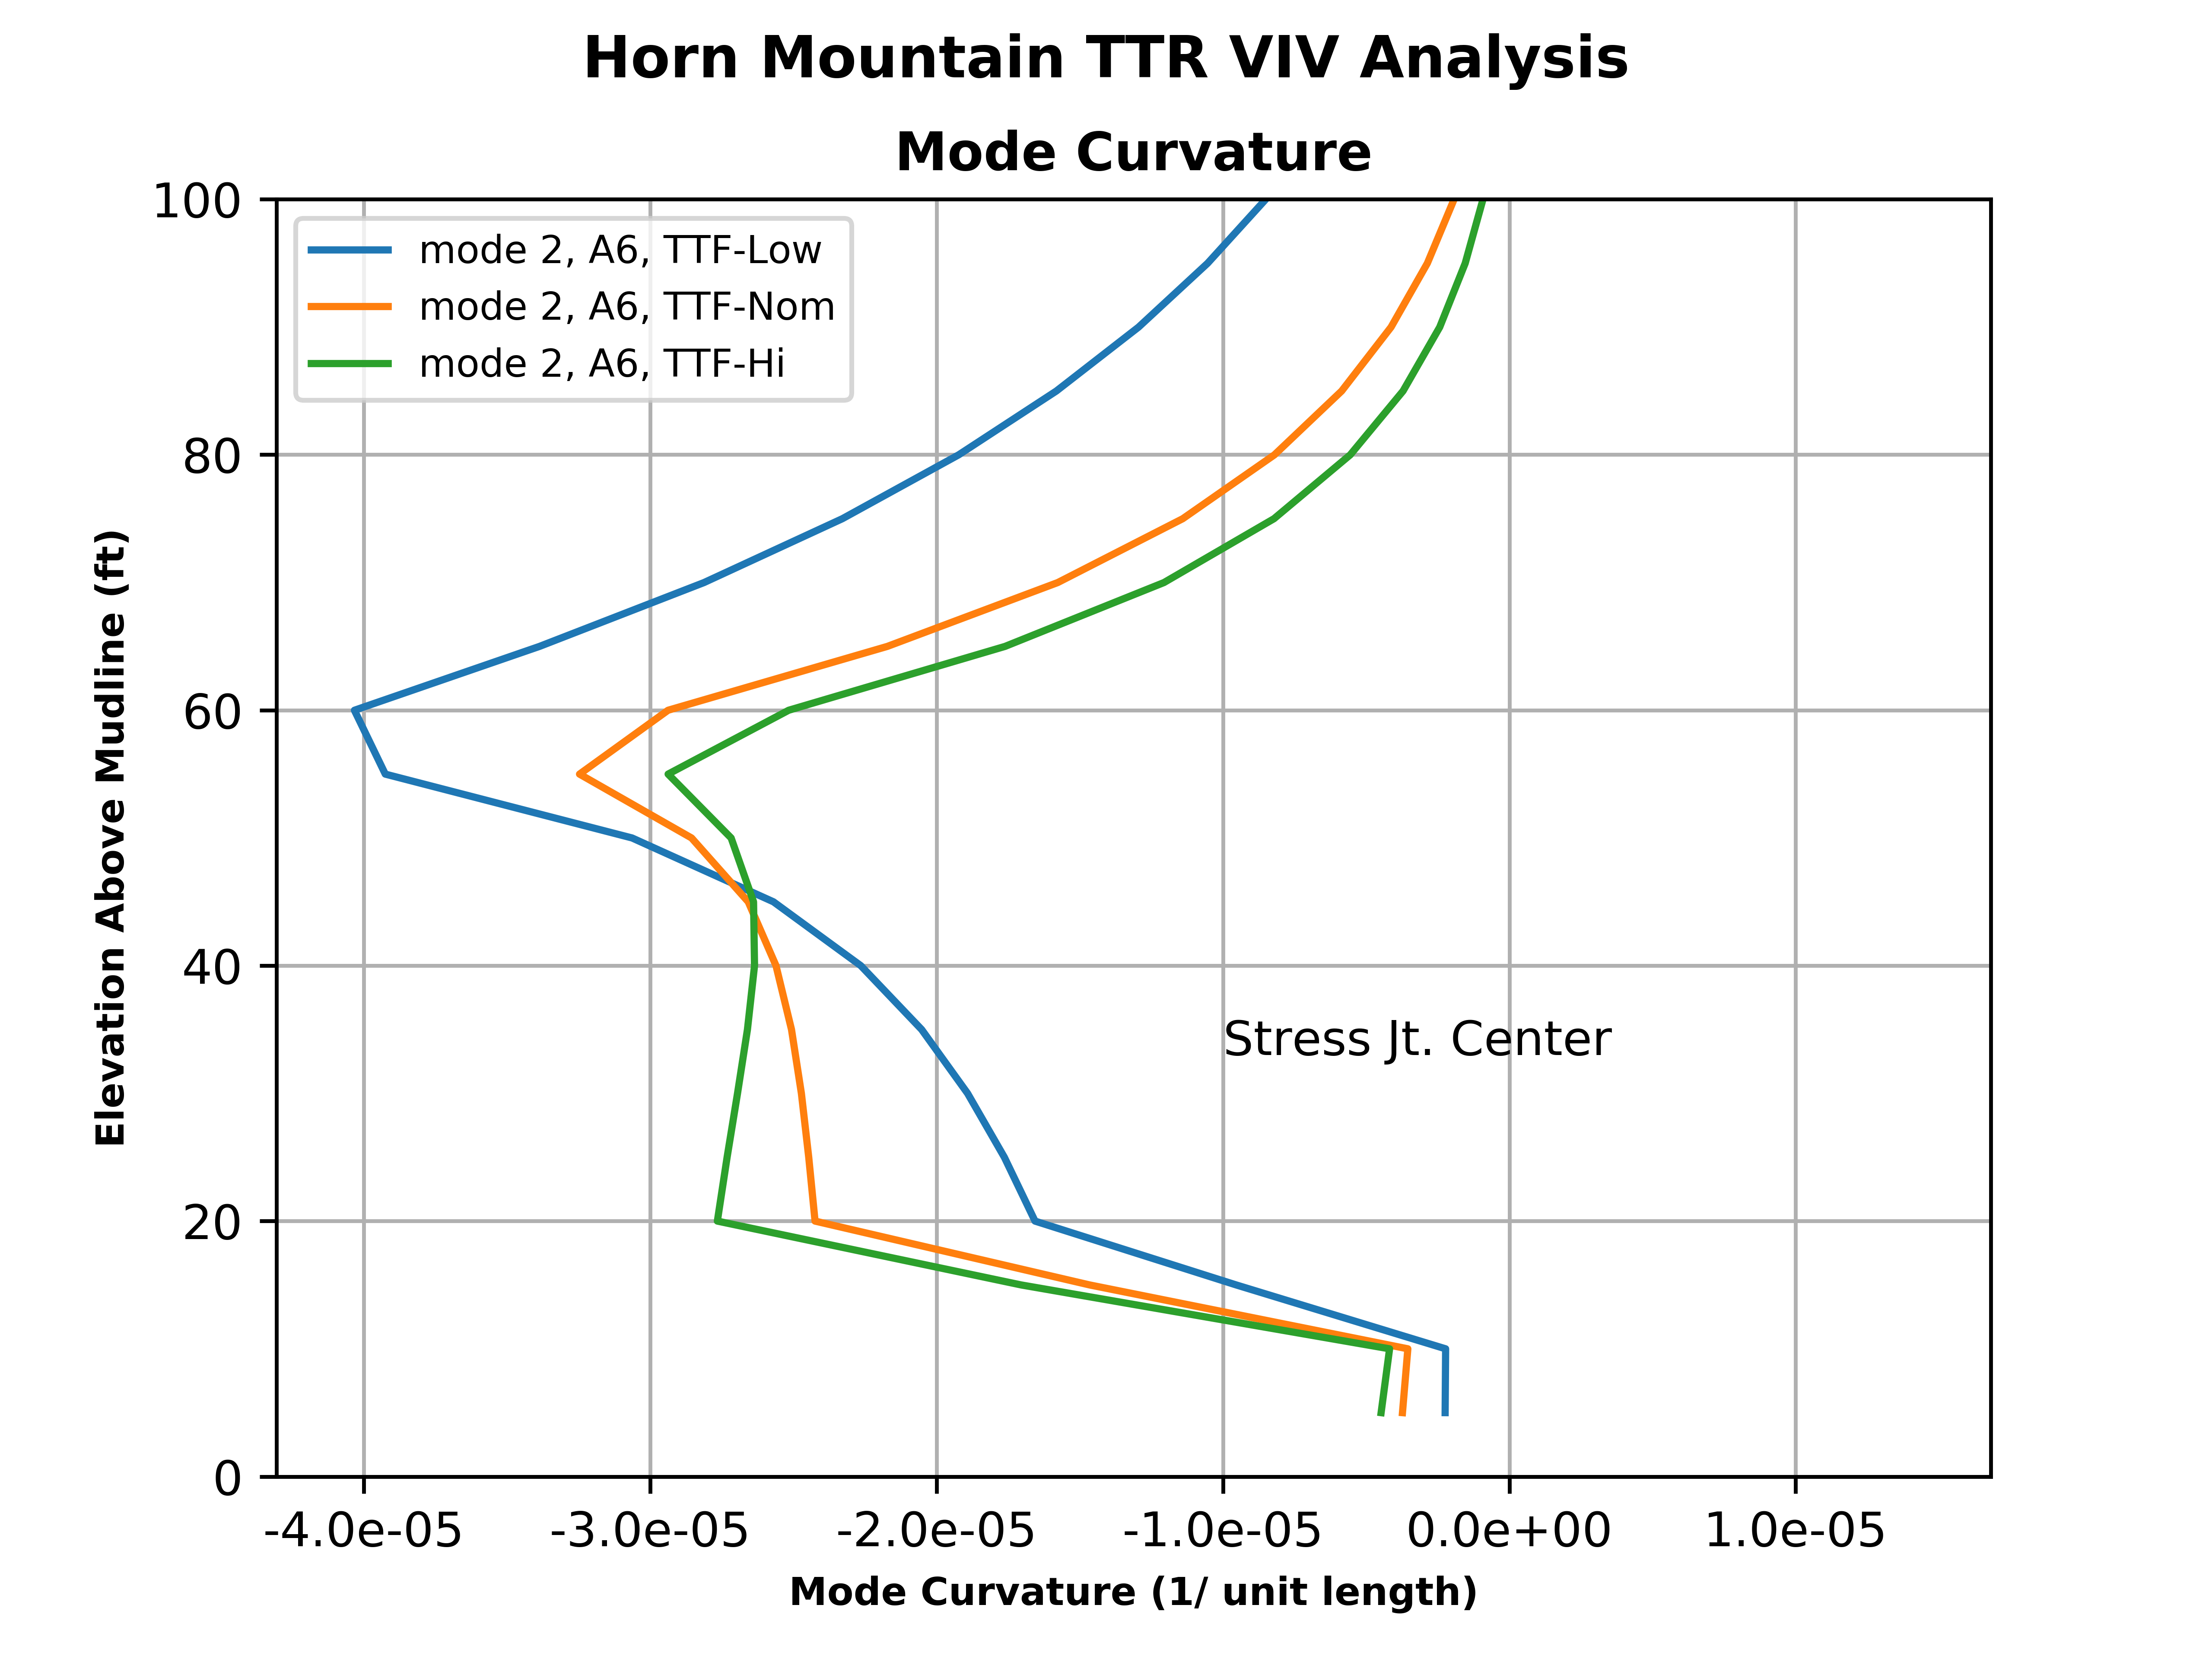 Horn Mountain TTR VIV Analysis
Mode Curvature
100
80
60
40
20
0
Elevation Above Mudline (ft)
mode 2, A6, TTF-Low
mode 2, A6, TTF-Nom
mode 2, A6, TTF-Hi
Stress Jt. Center
-4.0e-05 -3.0e-05 -2.0e-05 -1.0e-05 0.0e+00 1.0e-05
Mode Curvature (1/ unit length)